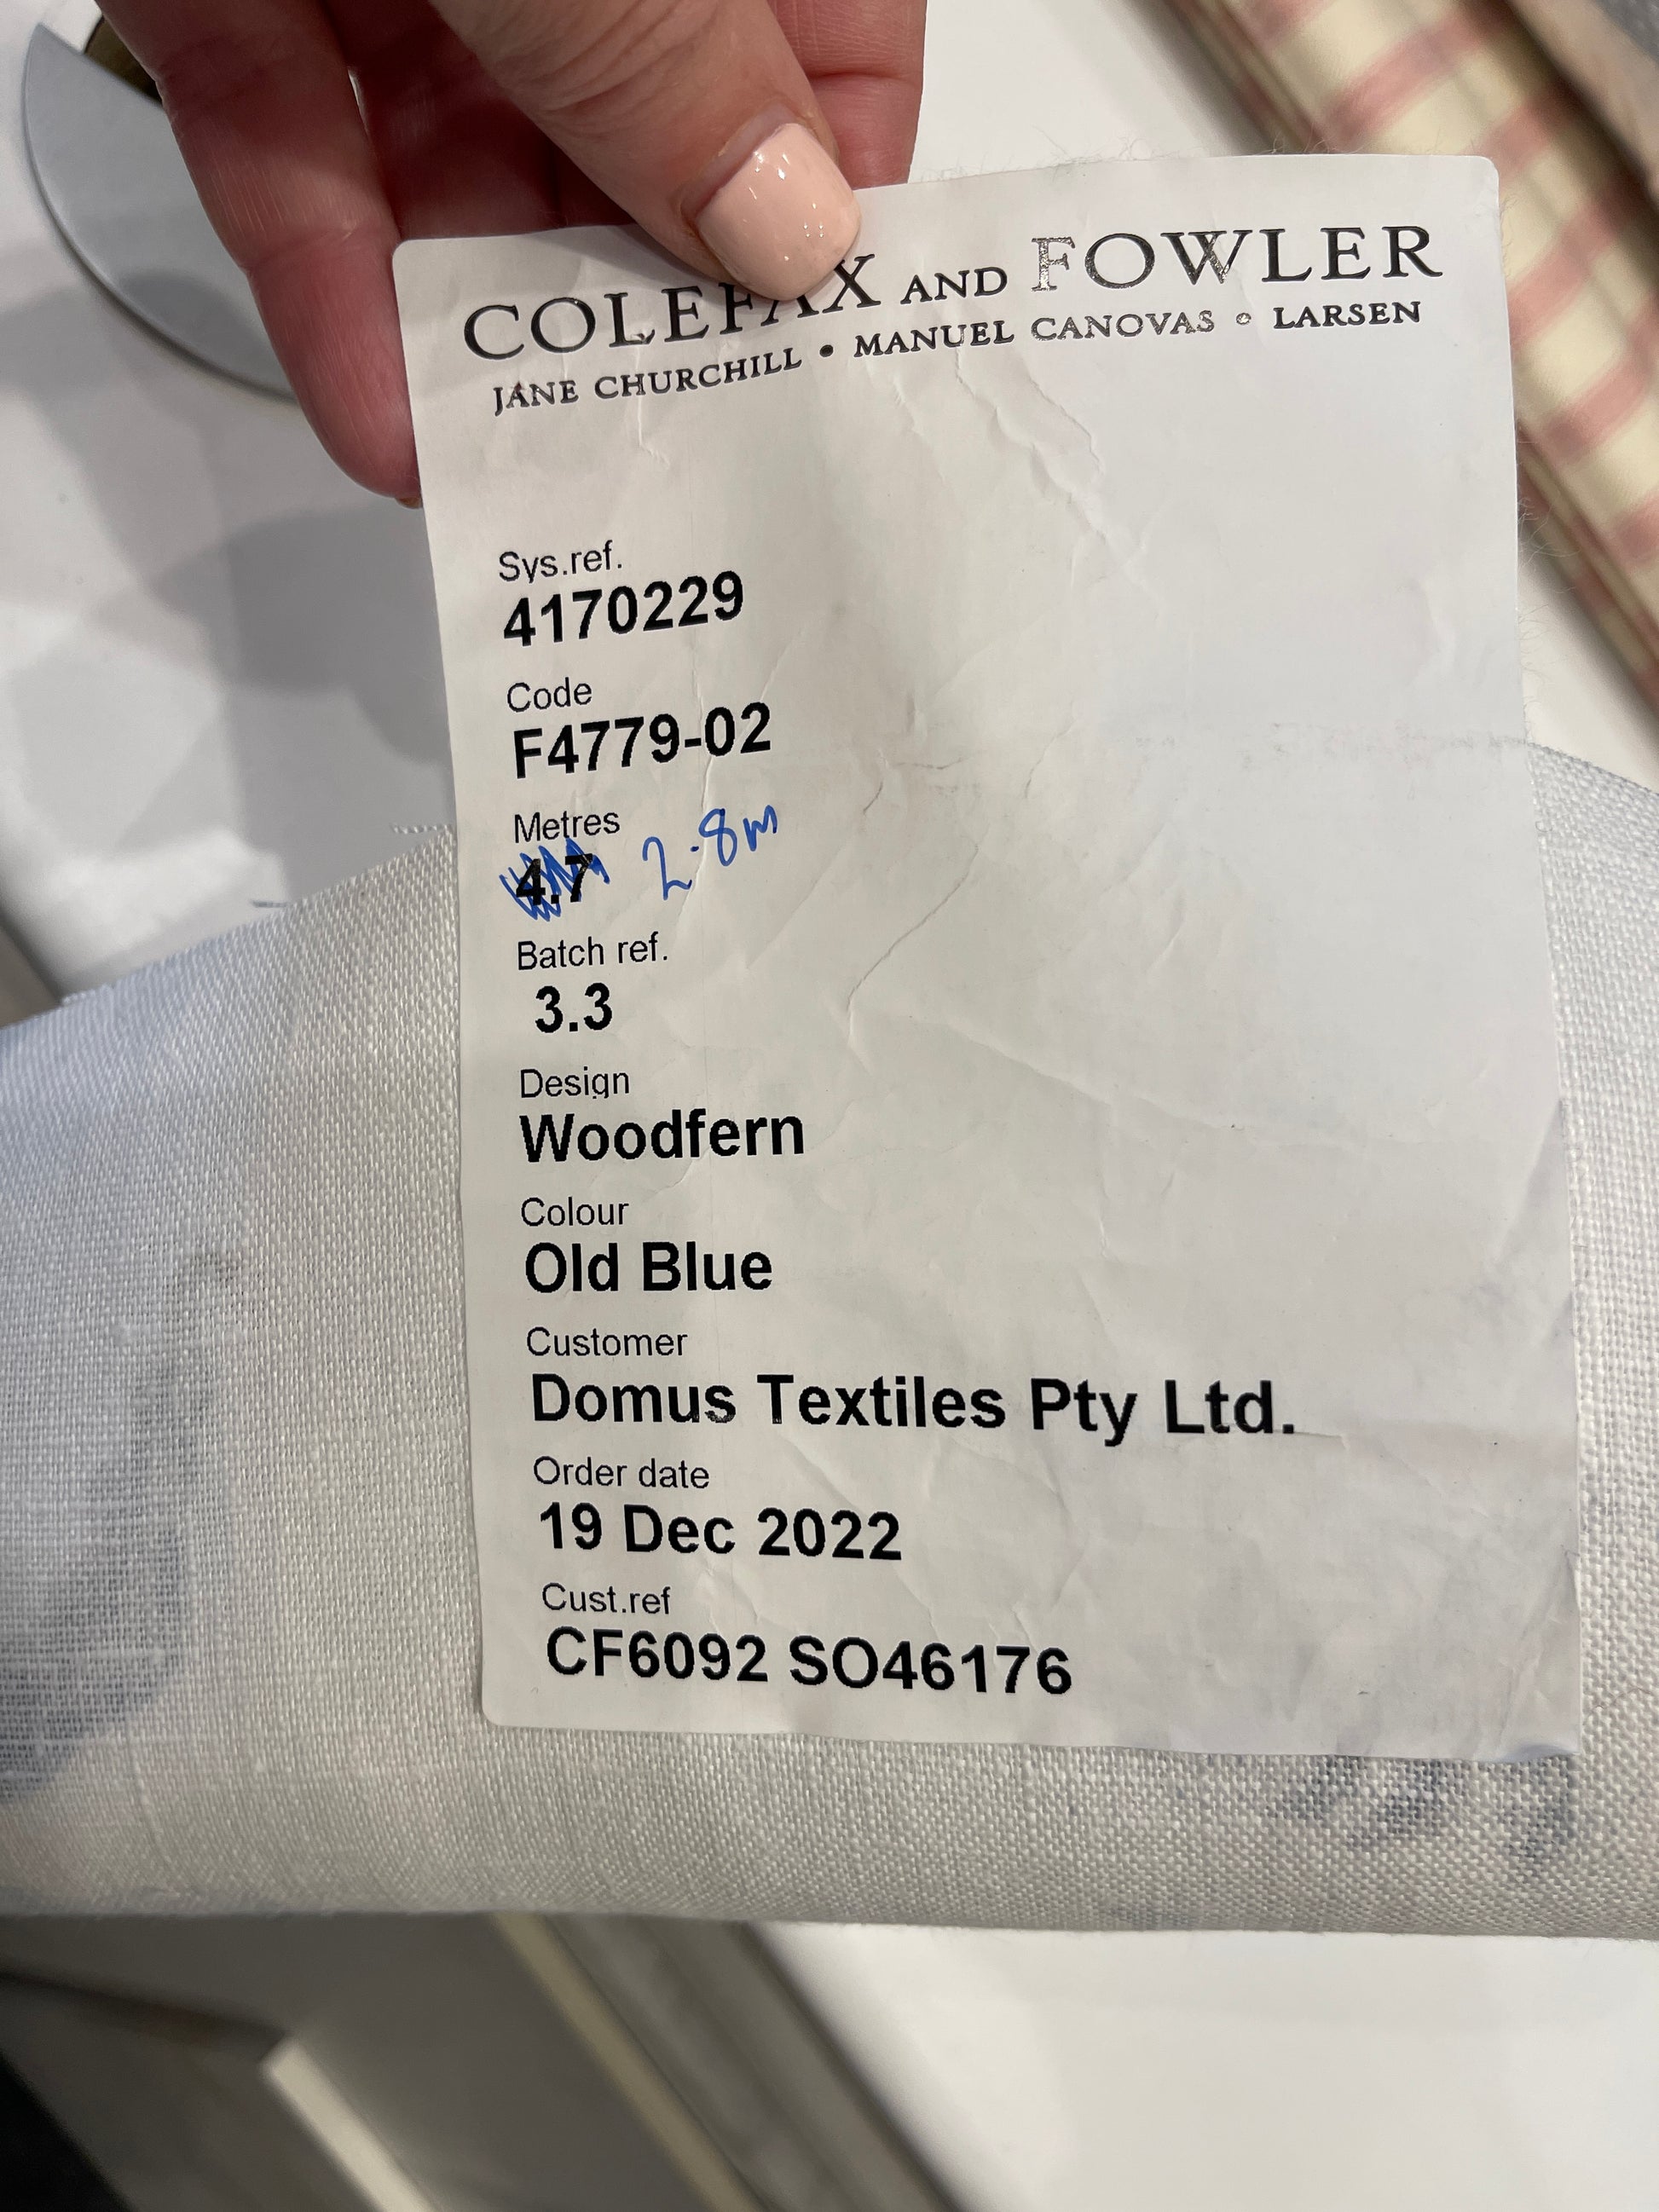 COLEFAX AND FOWLER
JANE CHURCHILL • MANUEL CANOVAS • LARSEN
Sys.ref.
4170229
Code
F4779-02
Metres
4.7 2.8m
Batch ref.
3.3
Design
Woodfern
Colour
Old Blue
Customer
Domus Textiles Pty Ltd.
Order date
19 Dec 2022
Cust.ref
CF6092 SO46176